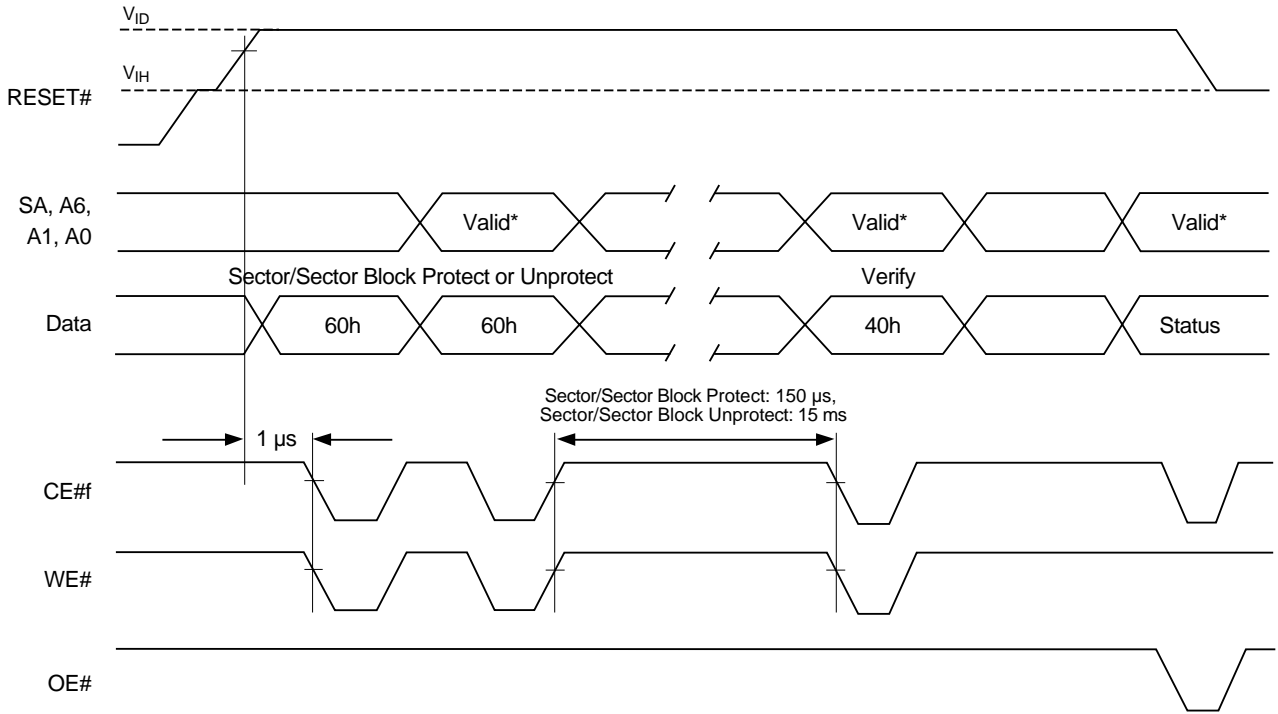 VID
VIH
RESET#
SA, A6,
A1, A0
Valid*
Valid*
Valid*
Sector/Sector Block Protect or Unprotect
Verify
Data
60h
60h
40h
Status
Sector/Sector Block Protect: 150 µs,
Sector/Sector Block Unprotect: 15 ms
1 µs
CE#f
WE#
OE#